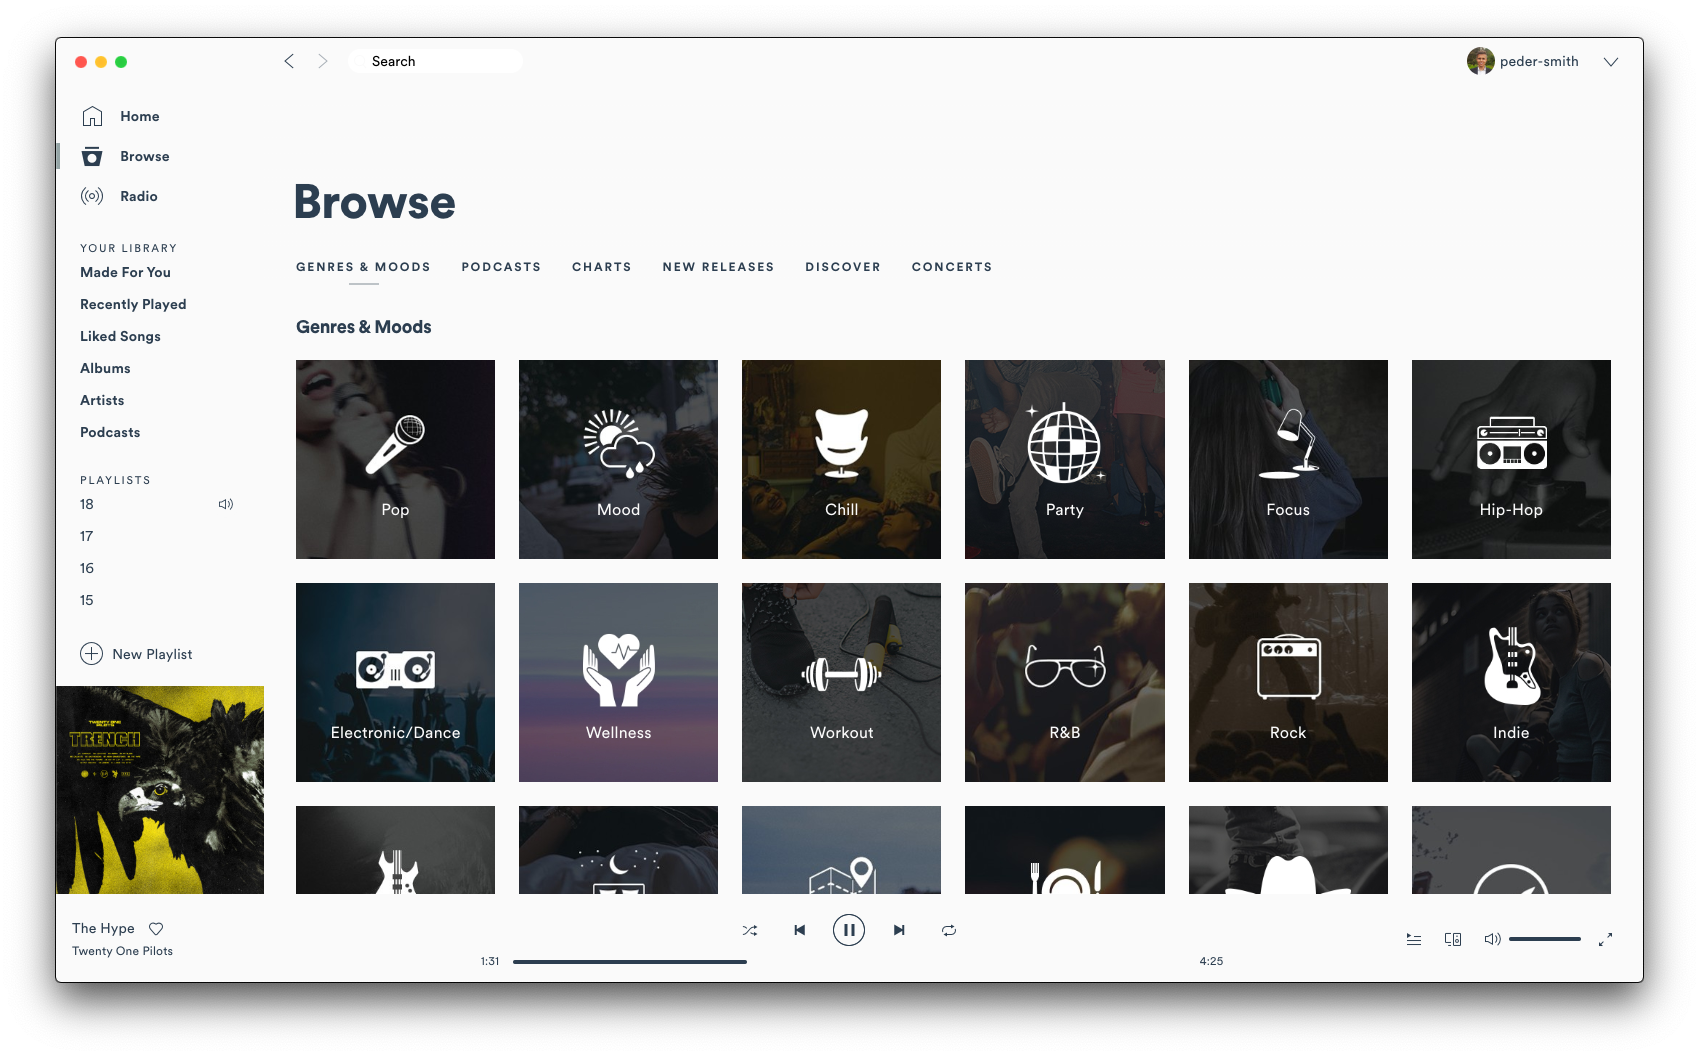 Search
peder-smith
Home
Browse
Radio
YOUR LIBRARY
Made For You
Recently Played
Liked Songs
Albums
Artists
Podcasts
PLAYLISTS
18
17
16
15
New Playlist
TWENTY ONE
PILOTS
TRENCH
The Hype
Twenty One Pilots
Browse
GENRES & MOODS PODCASTS CHARTS NEW RELEASES DISCOVER CONCERTS
Genres & Moods
Pop Mood Chill Party Focus Hip-Hop
Electronic/Dance Wellness Workout R&B Rock Indie
1:31 4:25